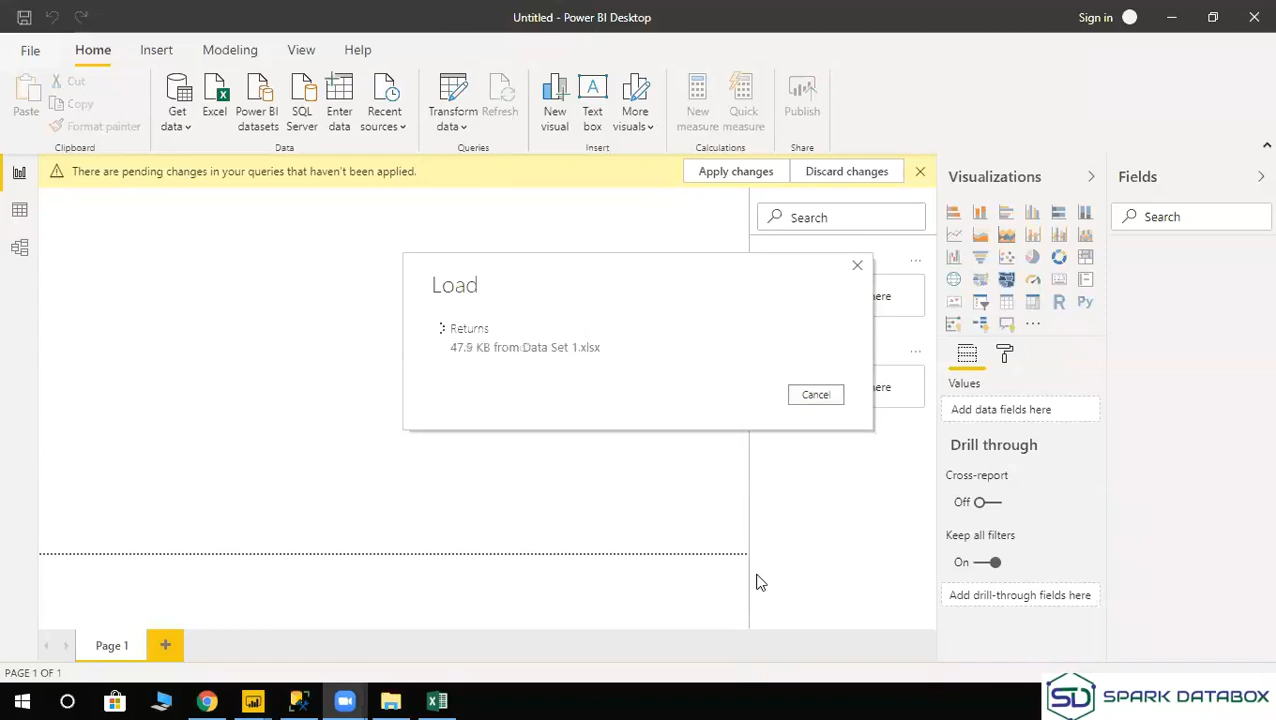 Untitled - Power BI Desktop
Sign in
File
Home
Insert
Modeling
View
Help
Paste
Cut
Copy
Format painter
Clipboard
Get data
Excel
Power BI datasets
SQL Server
Enter data
Recent sources
Data
Transform data
Refresh
Queries
New visual
Text box
More visuals
Insert
New measure
Quick measure
Calculations
Publish
Share
There are pending changes in your queries that haven't been applied.
Apply changes
Discard changes
Visualizations
Fields
Search
Search
Load
Returns
47.9 KB from Data Set 1.xlsx
Cancel
here
here
R
Py
Values
Add data fields here
Drill through
Cross-report
Off
Keep all filters
On
Add drill-through fields here
Page 1
PAGE 1 OF 1
SD SPARK DATABOX